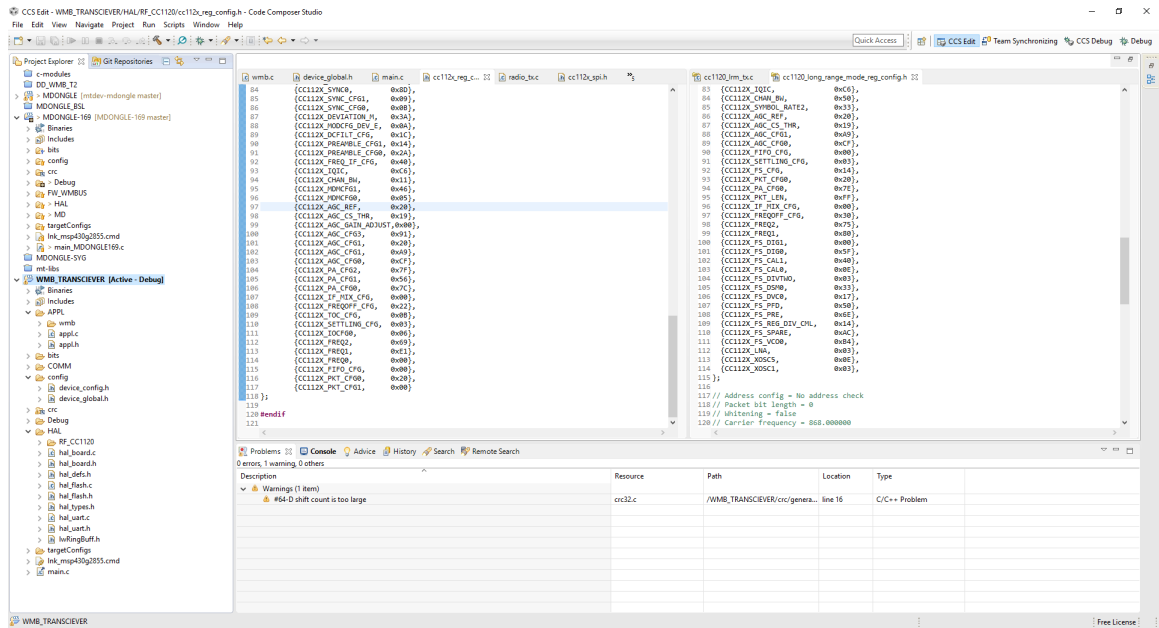 CCS Edit - WMB_TRANSCIEVER/HAL/RF_CC1120/cc112x_reg_config.h - Code Composer Studio
File Edit View Navigate Project Run Scripts Window Help
Quick Access CCS Edit Team Synchronizing CCS Debug Debug
Project Explorer Git Repositories
c-modules
DD_WMB_T2
> MDONGLE [mtdev-mdongle master]
MDONGLE_BSL
> MDONGLE-169 [MDONGLE-169 master]
Binaries
Includes
bits
config
crc
> Debug
FW_WMBUS
> HAL
> MD
targetConfigs
lnk_msp430g2855.cmd
> main_MDONGLE169.c
MDONGLE-SYG
mt-libs
WMB_TRANSCIEVER [Active - Debug]
Binaries
Includes
APPL
wmb
appl.c
appl.h
bits
COMM
config
device_config.h
device_global.h
crc
Debug
HAL
RF_CC1120
hal_board.c
hal_board.h
hal_defs.h
hal_flash.c
hal_flash.h
hal_types.h
hal_uart.c
hal_uart.h
lwRingBuff.h
targetConfigs
lnk_msp430g2855.cmd
main.c
wmb.c device_global.h main.c cc112x_reg_c... radio_tx.c cc112x_spi.h »5
84 {CC112X_SYNC0, 0x8D},
85 {CC112X_SYNC_CFG1, 0x09},
86 {CC112X_SYNC_CFG0, 0x0B},
87 {CC112X_DEVIATION_M, 0x3A},
88 {CC112X_MODCFG_DEV_E, 0x0A},
89 {CC112X_DCFILT_CFG, 0x1C},
90 {CC112X_PREAMBLE_CFG1, 0x14},
91 {CC112X_PREAMBLE_CFG0, 0x2A},
92 {CC112X_FREQ_IF_CFG, 0x40},
93 {CC112X_IQIC, 0xC6},
94 {CC112X_CHAN_BW, 0x11},
95 {CC112X_MDMCFG1, 0x46},
96 {CC112X_MDMCFG0, 0x05},
97 {CC112X_AGC_REF, 0x20},
98 {CC112X_AGC_CS_THR, 0x19},
99 {CC112X_AGC_GAIN_ADJUST,0x00},
100 {CC112X_AGC_CFG3, 0x91},
101 {CC112X_AGC_CFG1, 0x20},
102 {CC112X_AGC_CFG1, 0xA9},
103 {CC112X_AGC_CFG0, 0xCF},
104 {CC112X_PA_CFG2, 0x7F},
105 {CC112X_PA_CFG1, 0x56},
106 {CC112X_PA_CFG0, 0x7C},
107 {CC112X_IF_MIX_CFG, 0x00},
108 {CC112X_FREQOFF_CFG, 0x22},
109 {CC112X_TOC_CFG, 0x08},
110 {CC112X_SETTLING_CFG, 0x03},
111 {CC112X_IOCFG0, 0x06},
112 {CC112X_FREQ2, 0x69},
113 {CC112X_FREQ1, 0xE1},
114 {CC112X_FREQ0, 0x00},
115 {CC112X_FIFO_CFG, 0x00},
116 {CC112X_PKT_CFG0, 0x20},
117 {CC112X_PKT_CFG1, 0x00}
118 };
119
120 #endif
121
cc1120_lrm_tx.c cc1120_long_range_mode_reg_config.h
83 {CC112X_IQIC, 0xC6},
84 {CC112X_CHAN_BW, 0x50},
85 {CC112X_SYMBOL_RATE2, 0x33},
86 {CC112X_AGC_REF, 0x20},
87 {CC112X_AGC_CS_THR, 0x19},
88 {CC112X_AGC_CFG1, 0xA9},
89 {CC112X_AGC_CFG0, 0xCF},
90 {CC112X_FIFO_CFG, 0x00},
91 {CC112X_SETTLING_CFG, 0x03},
92 {CC112X_FS_CFG, 0x14},
93 {CC112X_PKT_CFG0, 0x20},
94 {CC112X_PA_CFG0, 0x7E},
95 {CC112X_PKT_LEN, 0xFF},
96 {CC112X_IF_MIX_CFG, 0x00},
97 {CC112X_FREQOFF_CFG, 0x30},
98 {CC112X_FREQ2, 0x75},
99 {CC112X_FREQ1, 0x80},
100 {CC112X_FS_DIG1, 0x00},
101 {CC112X_FS_DIG0, 0x5F},
102 {CC112X_FS_CAL1, 0x40},
103 {CC112X_FS_CAL0, 0x0E},
104 {CC112X_FS_DIVTWO, 0x03},
105 {CC112X_FS_DSM0, 0x33},
106 {CC112X_FS_DVC0, 0x17},
107 {CC112X_FS_PFD, 0x50},
108 {CC112X_FS_PRE, 0x6E},
109 {CC112X_FS_REG_DIV_CML, 0x14},
110 {CC112X_FS_SPARE, 0xAC},
111 {CC112X_FS_VCO0, 0xB4},
112 {CC112X_LNA, 0x03},
113 {CC112X_XOSC5, 0x0E},
114 {CC112X_XOSC1, 0x03},
115 };
116
117 // Address config = No address check
118 // Packet bit length = 0
119 // Whitening = false
120 // Carrier frequency = 868.000000
Problems Console Advice History Search Remote Search
0 errors, 1 warning, 0 others
Description Resource Path Location Type
Warnings (1 item)
#64-D shift count is too large crc32.c /WMB_TRANSCIEVER/crc/genera... line 16 C/C++ Problem
WMB_TRANSCIEVER Free License